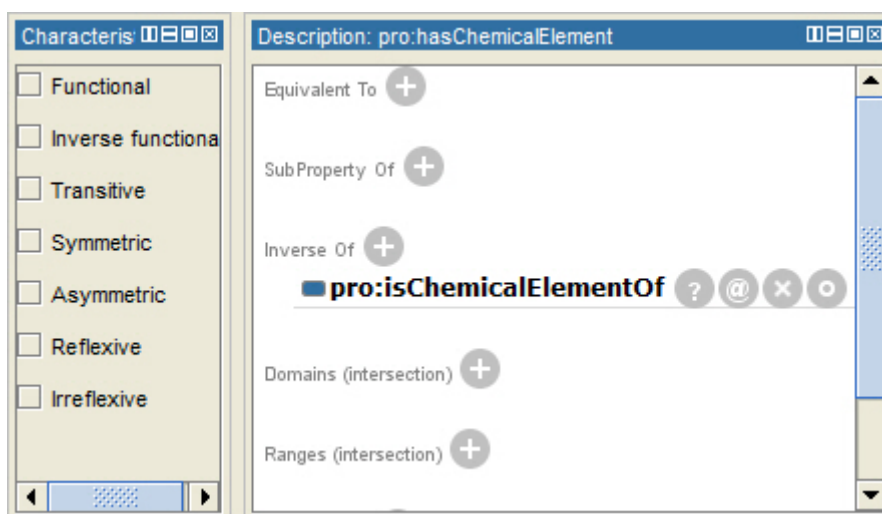 Characteris
Functional
Inverse functiona
Transitive
Symmetric
Asymmetric
Reflexive
Irreflexive
Description: pro:hasChemicalElement
Equivalent To
SubProperty Of
Inverse Of
pro:isChemicalElementOf
Domains (intersection)
Ranges (intersection)